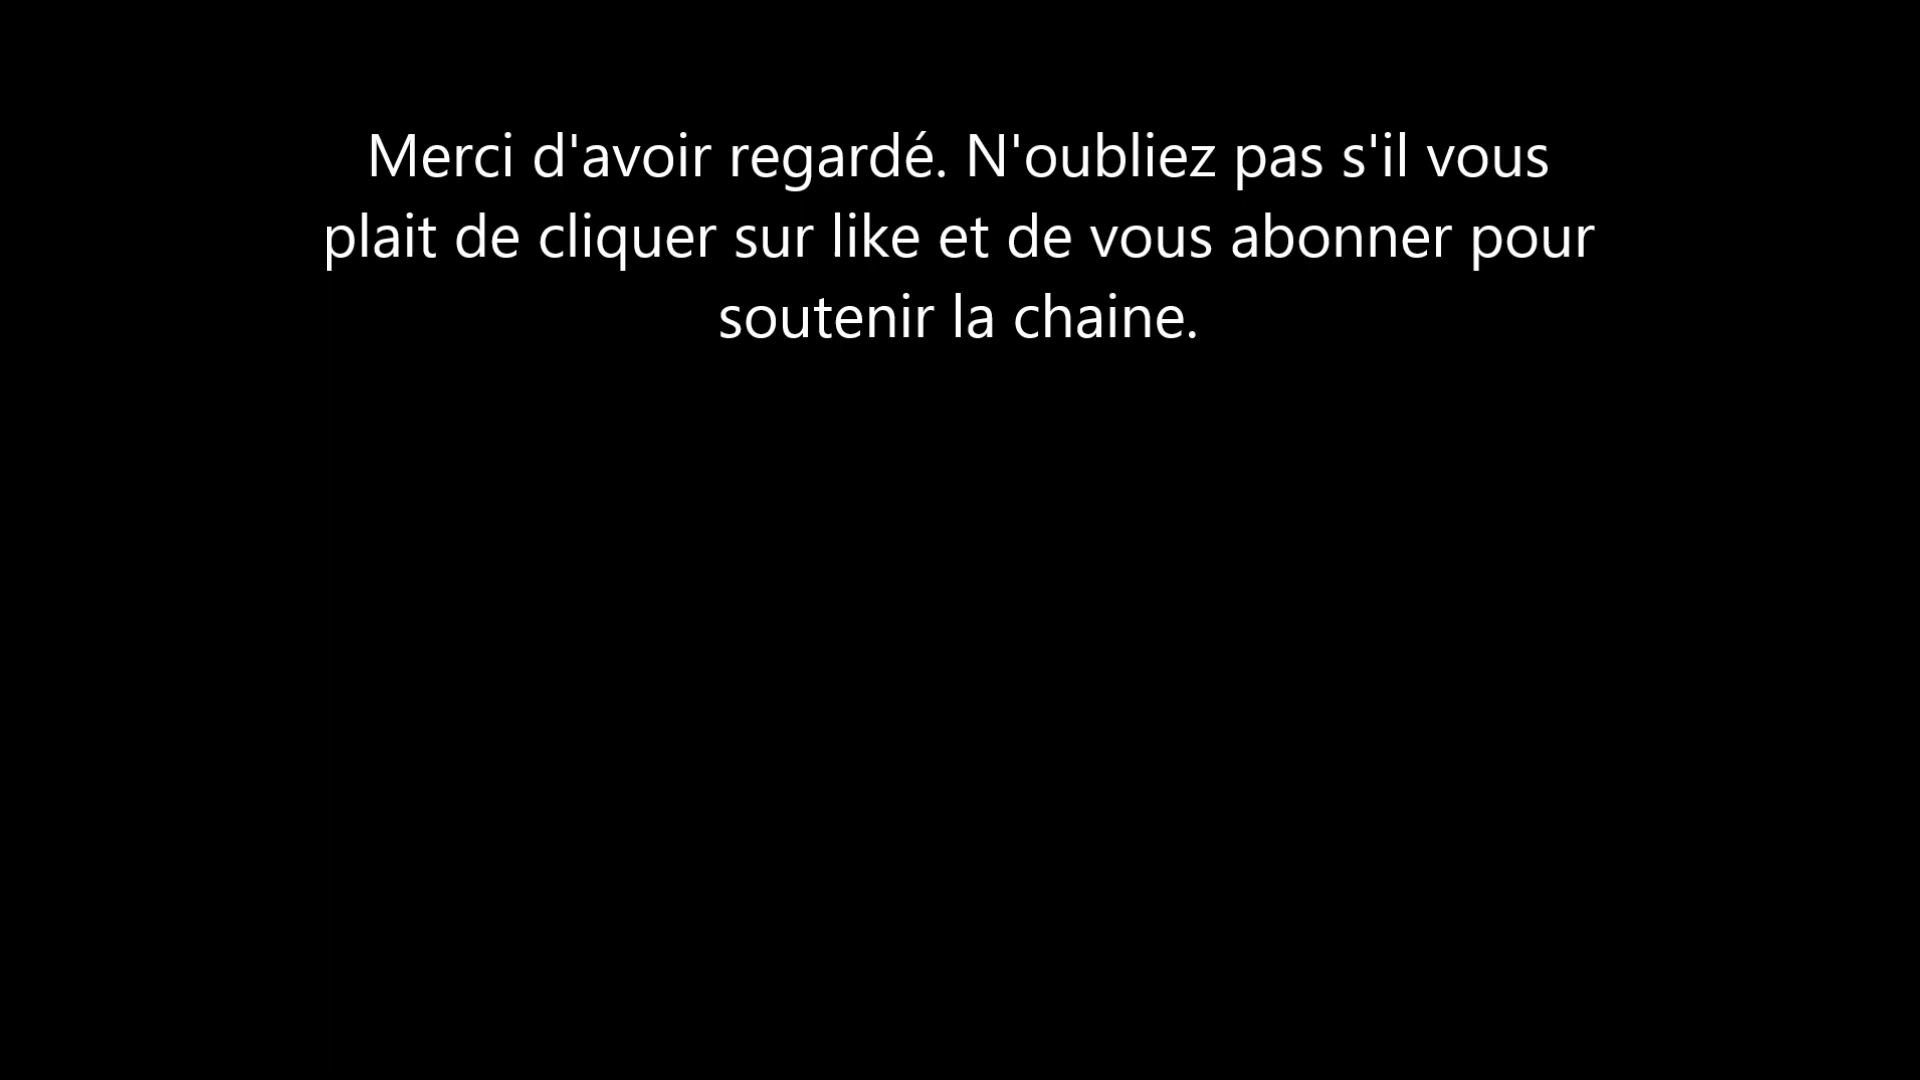 Merci d'avoir regardé. N'oubliez pas s'il vous
plait de cliquer sur like et de vous abonner pour
soutenir la chaine.